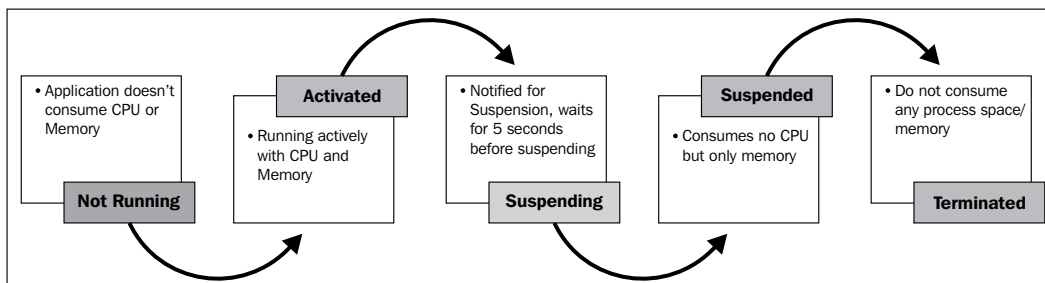 • Application doesn't
consume CPU or
Memory
Not Running
Activated
• Running actively
with CPU and
Memory
• Notified for
Suspension, waits
for 5 seconds
before suspending
Suspending
Suspended
• Consumes no CPU
but only memory
• Do not consume
any process space/
memory
Terminated